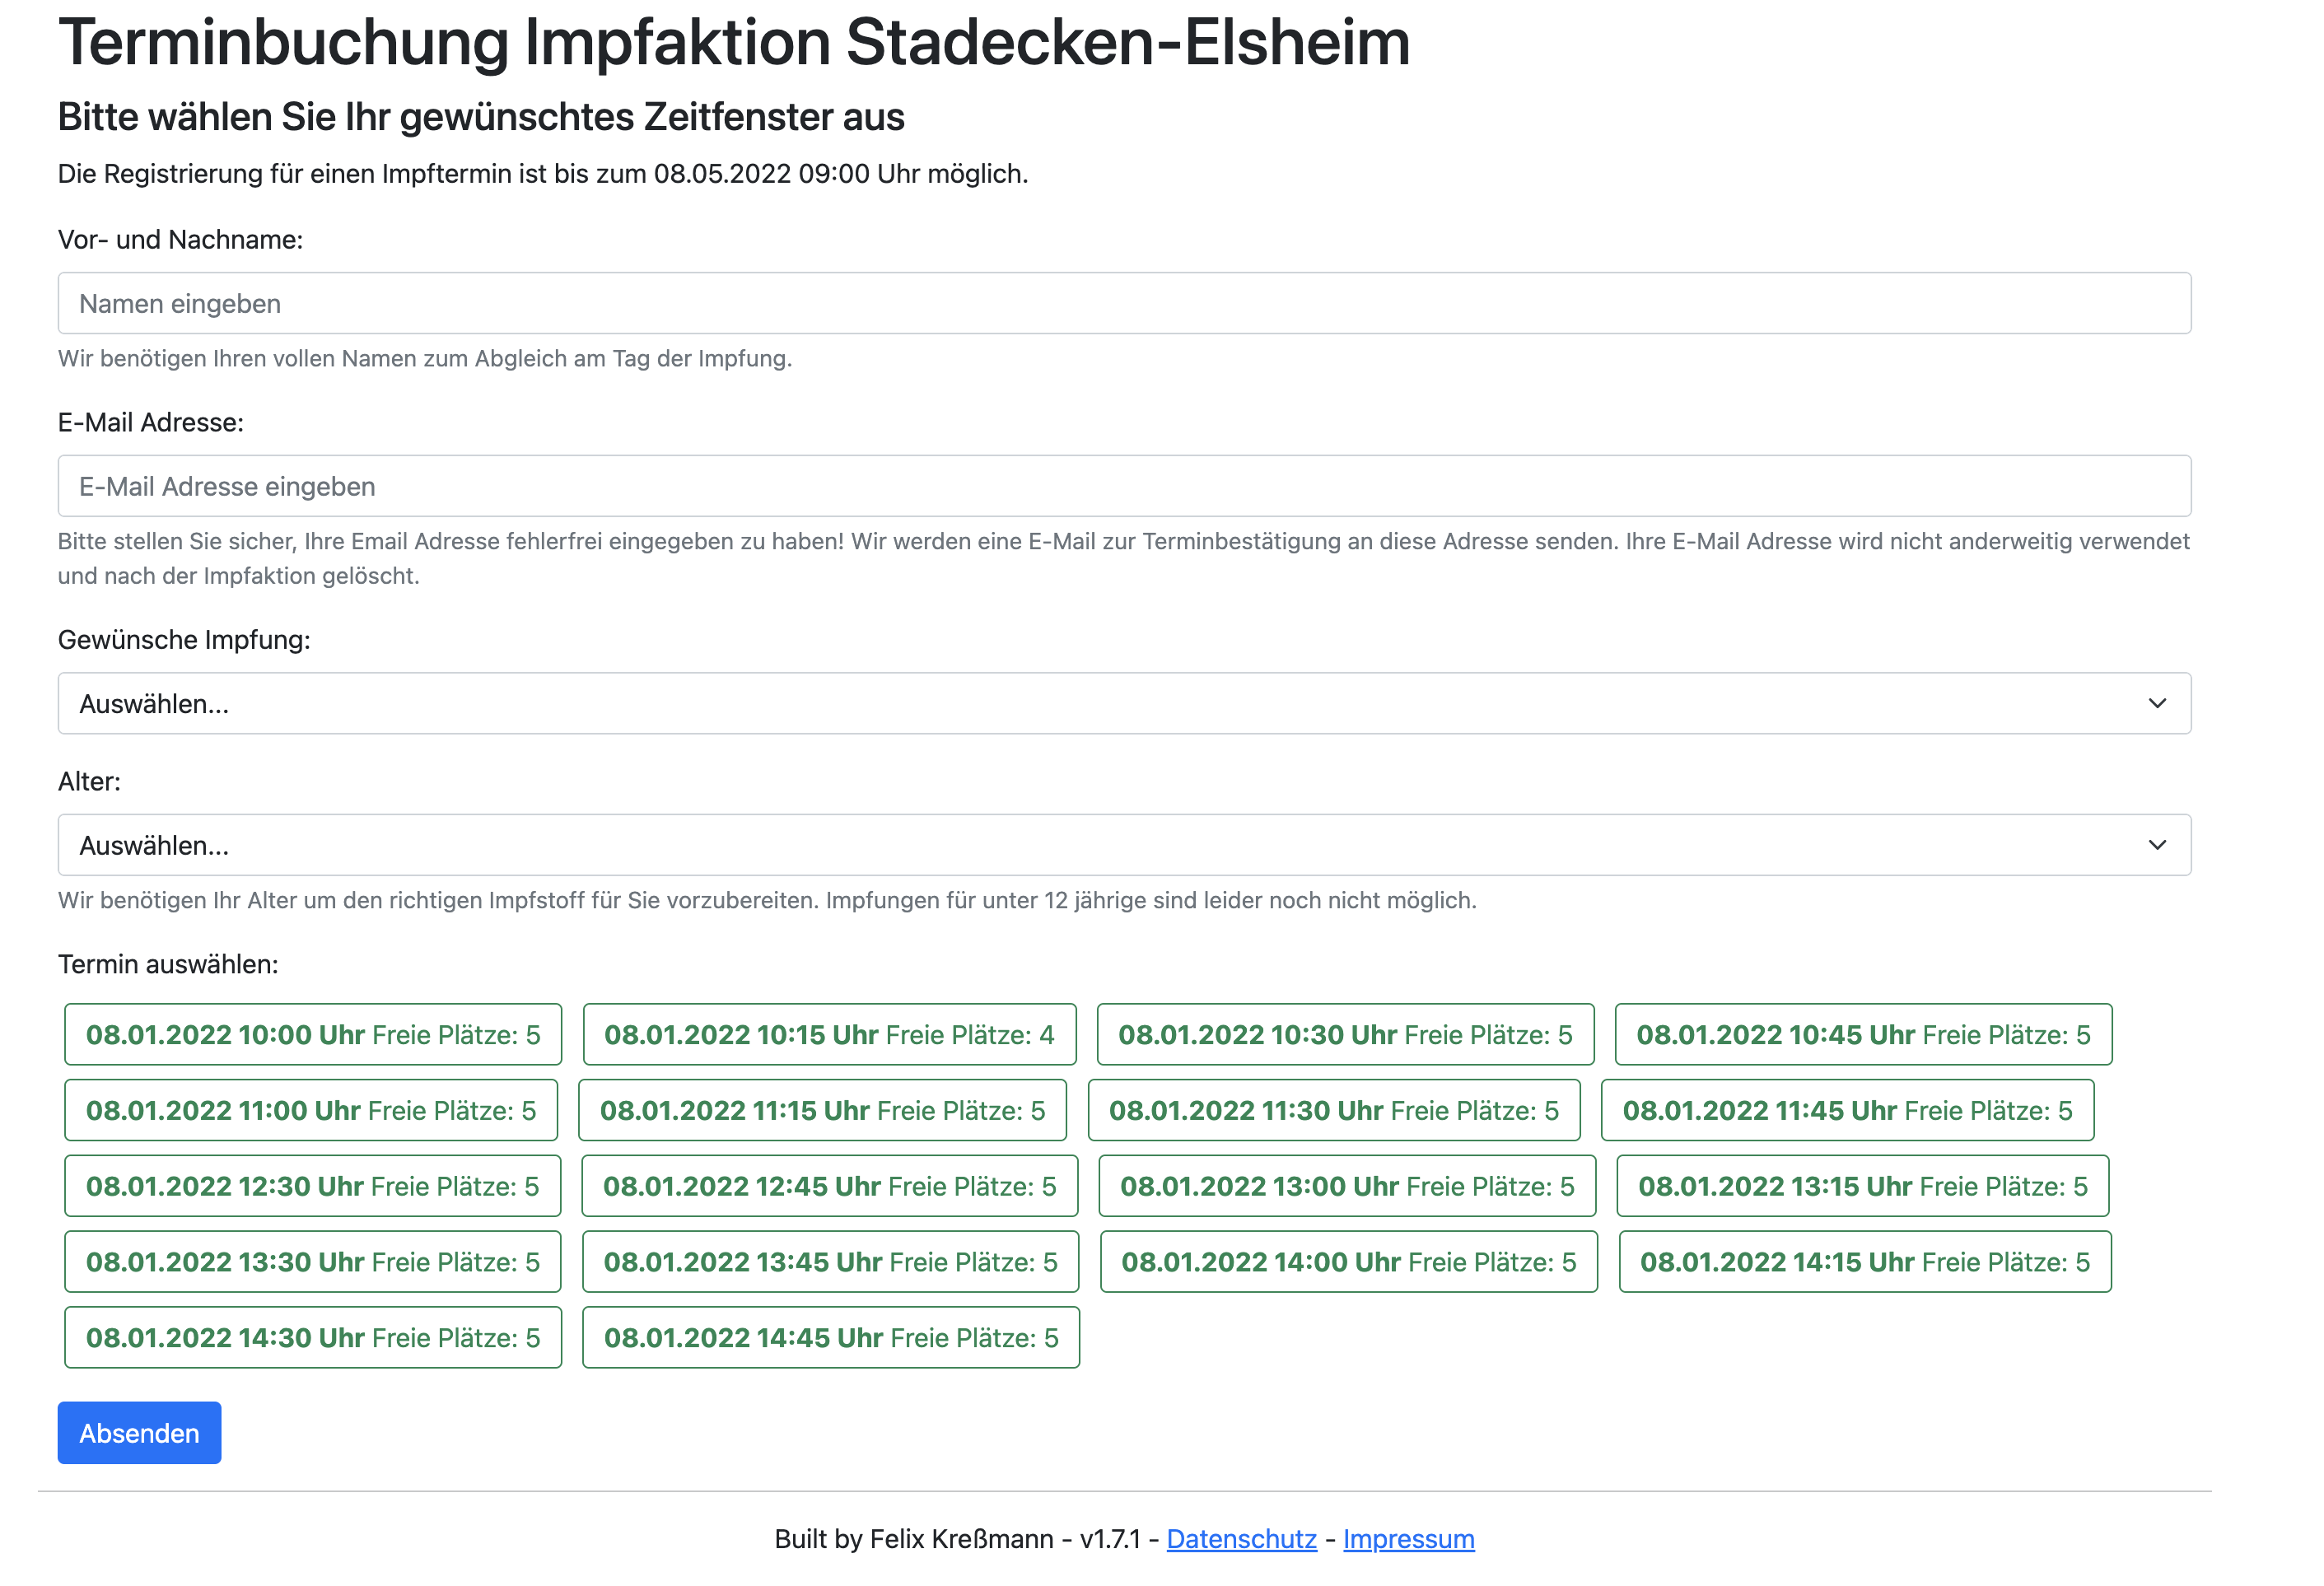 Terminbuchung Impfaktion Stadecken-Elsheim
Bitte wählen Sie Ihr gewünschtes Zeitfenster aus
Die Registrierung für einen Impftermin ist bis zum 08.05.2022 09:00 Uhr möglich.
Vor- und Nachname:
Namen eingeben
Wir benötigen Ihren vollen Namen zum Abgleich am Tag der Impfung.
E-Mail Adresse:
E-Mail Adresse eingeben
Bitte stellen Sie sicher, Ihre Email Adresse fehlerfrei eingegeben zu haben! Wir werden eine E-Mail zur Terminbestätigung an diese Adresse senden. Ihre E-Mail Adresse wird nicht anderweitig verwendet
und nach der Impfaktion gelöscht.
Gewünsche Impfung:
Auswählen...
Alter:
Auswählen...
Wir benötigen Ihr Alter um den richtigen Impfstoff für Sie vorzubereiten. Impfungen für unter 12 jährige sind leider noch nicht möglich.
Termin auswählen:
08.01.2022 10:00 Uhr Freie Plätze: 5 08.01.2022 10:15 Uhr Freie Plätze: 4 08.01.2022 10:30 Uhr Freie Plätze: 5 08.01.2022 10:45 Uhr Freie Plätze: 5
08.01.2022 11:00 Uhr Freie Plätze: 5 08.01.2022 11:15 Uhr Freie Plätze: 5 08.01.2022 11:30 Uhr Freie Plätze: 5 08.01.2022 11:45 Uhr Freie Plätze: 5
08.01.2022 12:30 Uhr Freie Plätze: 5 08.01.2022 12:45 Uhr Freie Plätze: 5 08.01.2022 13:00 Uhr Freie Plätze: 5 08.01.2022 13:15 Uhr Freie Plätze: 5
08.01.2022 13:30 Uhr Freie Plätze: 5 08.01.2022 13:45 Uhr Freie Plätze: 5 08.01.2022 14:00 Uhr Freie Plätze: 5 08.01.2022 14:15 Uhr Freie Plätze: 5
08.01.2022 14:30 Uhr Freie Plätze: 5 08.01.2022 14:45 Uhr Freie Plätze: 5
Absenden
Built by Felix Kreßmann - v1.7.1 - Datenschutz - Impressum